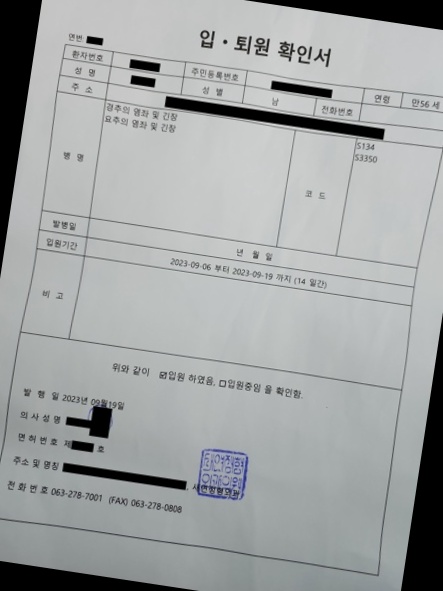 입 · 퇴원 확인서
연번
환자번호 주민등록번호
성 명 성 별 남 연령 만56 세
주 소 전화번호
병 명 경추의 염좌 및 긴장 코 드 S134
요추의 염좌 및 긴장 S3350
발병일 년 월 일
입원기간 2023-09-06 부터 2023-09-19 까지 (14 일간)
비 고
위와 같이 ☑입원 하였음, □입원중임 을 확인함.
발 행 일 2023년 09월19일
의 사 성 명
면 허 번 호 제 호
주소 및 명칭
전 화 번 호 063-278-7001 (FAX) 063-278-0808